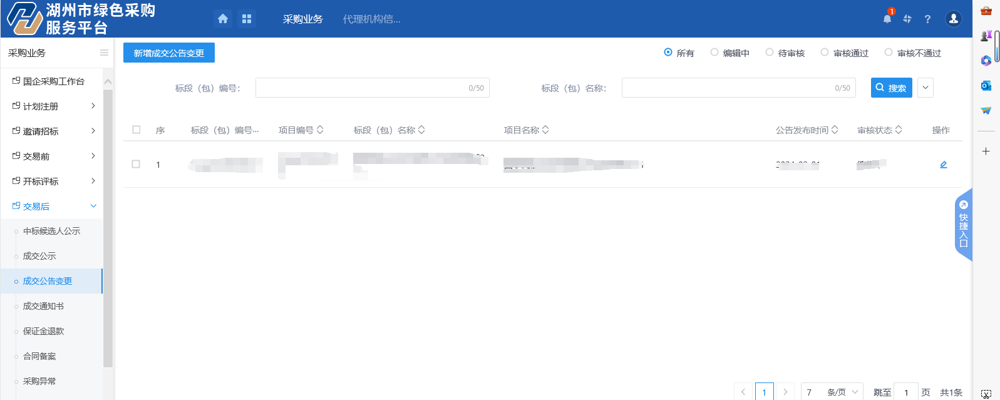 湖州市绿色采购
服务平台
采购业务
代理机构信...
1
?
采购业务
国企采购工作台
计划注册
邀请招标
交易前
开标评标
交易后
中标候选人公示
成交公示
成交公告变更
成交通知书
保证金退款
合同备案
采购异常
新增成交公告变更
所有 编辑中 待审核 审核通过 审核不通过
标段（包）编号： 0/50 标段（包）名称： 0/50 搜索
序 标段（包）编号... 项目编号 标段（包）名称 项目名称 公告发布时间 审核状态 操作
1
快捷入口
1 7 条/页 跳至 1 页 共1条